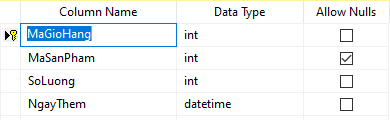 Column Name Data Type Allow Nulls
MaGioHang int
MaSanPham int
SoLuong int
NgayThem datetime